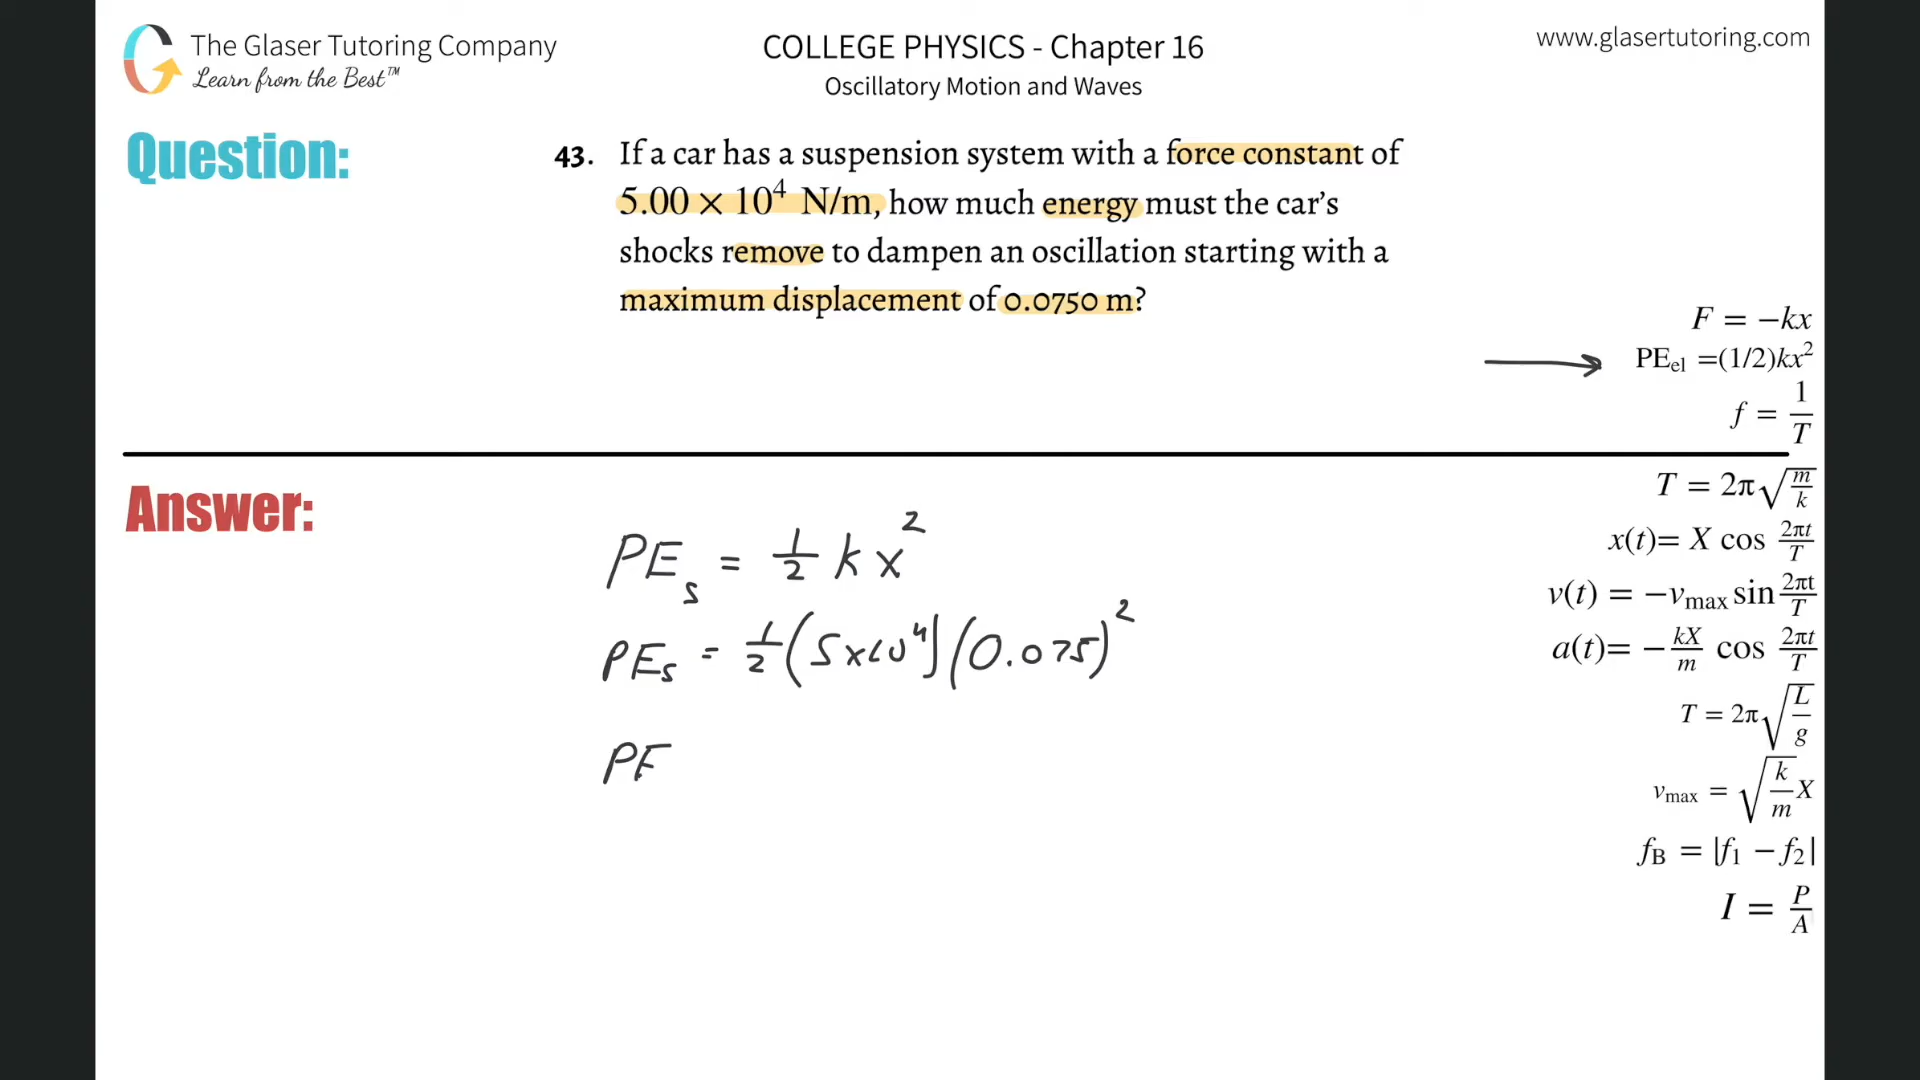 The Glaser Tutoring Company
Learn from the Best™
COLLEGE PHYSICS - Chapter 16
Oscillatory Motion and Waves
www.glasertutoring.com
Question:
43. If a car has a suspension system with a force constant of
5.00 × 10⁴ N/m, how much energy must the car’s
shocks remove to dampen an oscillation starting with a
maximum displacement of 0.0750 m?
F = −kx
PEel =(1/2)kx²
f = 1/T
Answer:
PEs = 1/2 k x²
PEs = 1/2 (5x10⁴)(0.075)²
PE
T = 2π√(m/k)
x(t)= X cos 2πt/T
v(t) = −vmax sin 2πt/T
a(t)= − kX/m cos 2πt/T
T = 2π√(L/g)
vmax = √(k/m) X
fB = |f1 − f2|
I = P/A